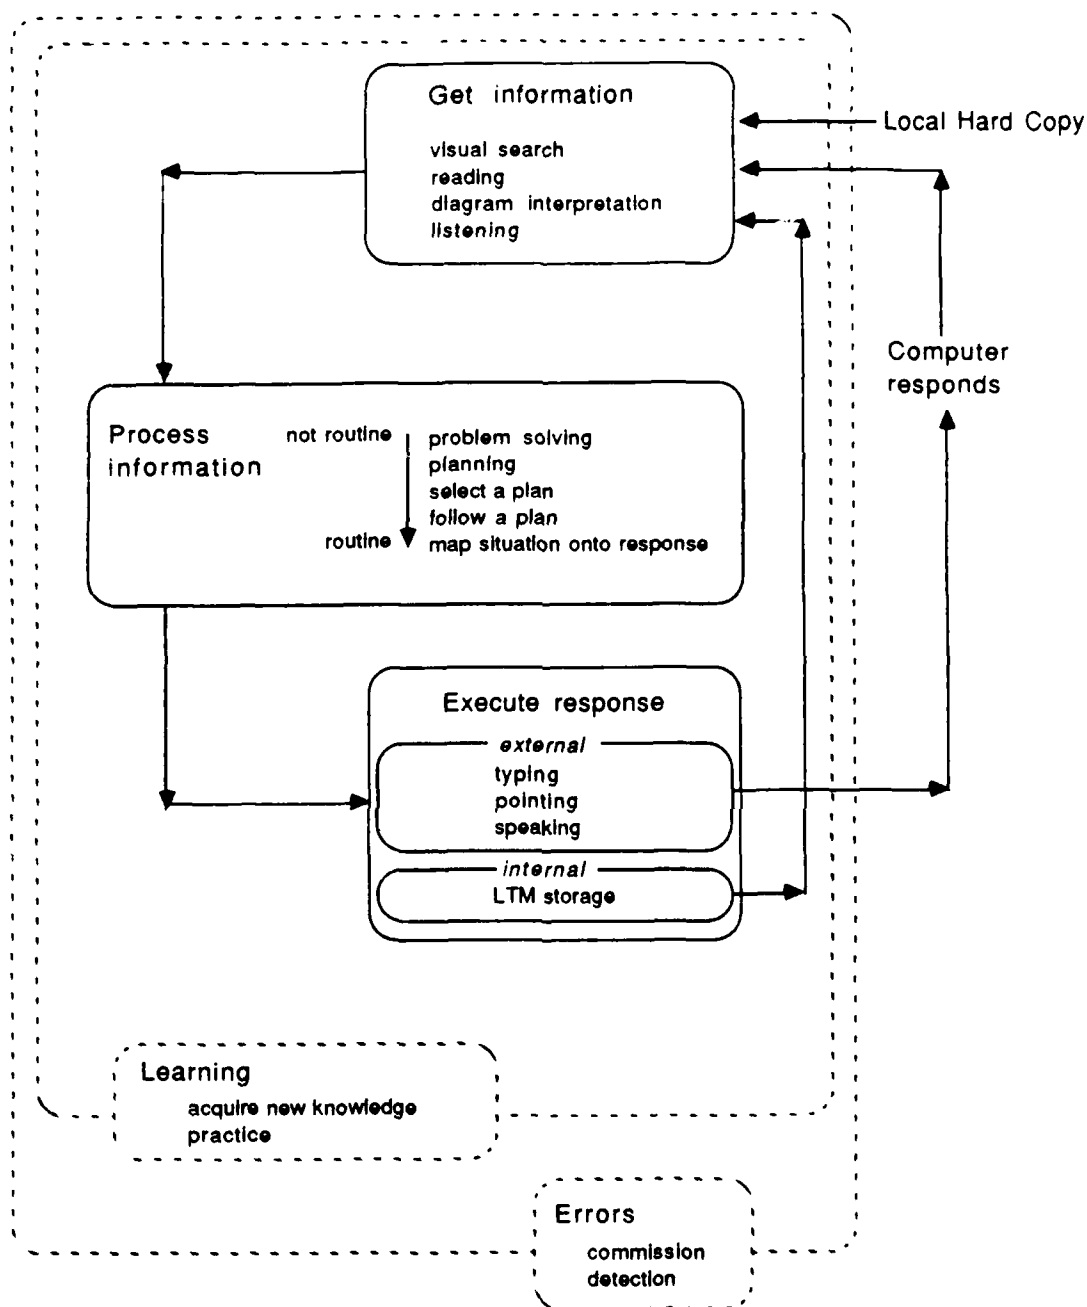 Get information
Local Hard Copy
visual search
reading
diagram interpretation
listening
Computer
responds
Process
information
not routine
problem solving
planning
select a plan
follow a plan
routine
map situation onto response
Execute response
external
typing
pointing
speaking
internal
LTM storage
Learning
acquire new knowledge
practice
Errors
commission
detection